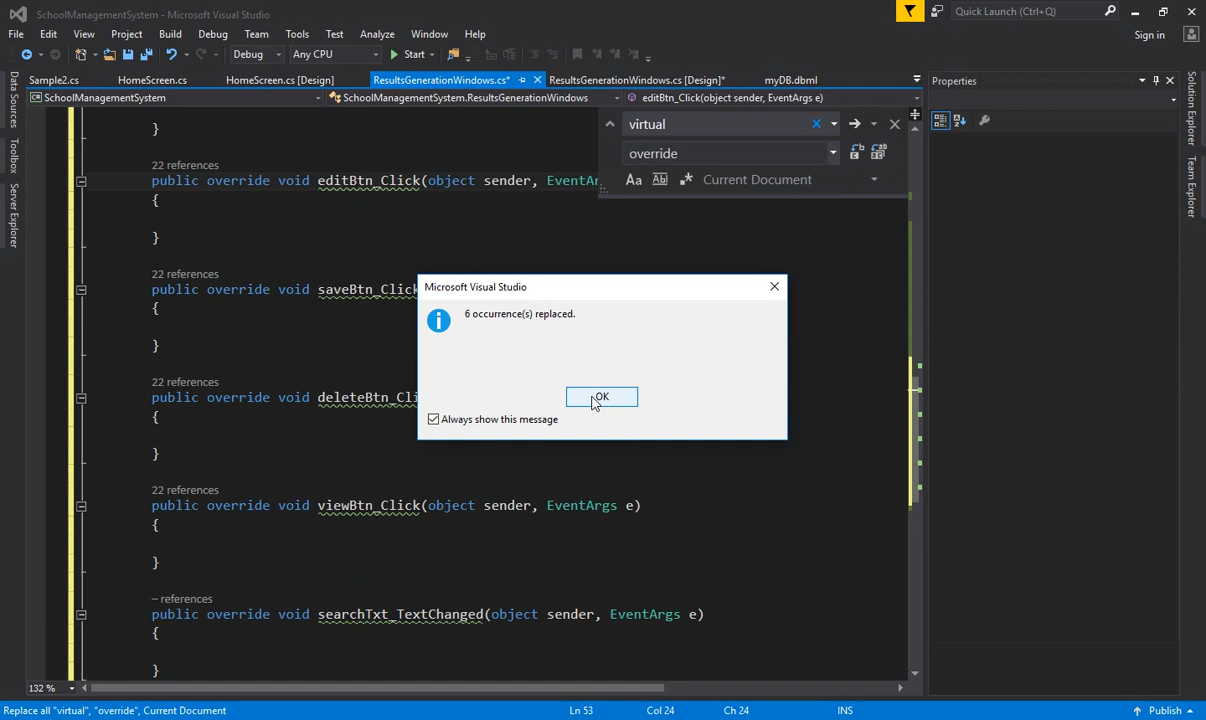 SchoolManagementSystem - Microsoft Visual Studio
Quick Launch (Ctrl+Q)
File Edit View Project Build Debug Team Tools Test Analyze Window Help
Sign in
Debug Any CPU Start
Sample2.cs HomeScreen.cs HomeScreen.cs [Design] ResultsGenerationWindows.cs* ResultsGenerationWindows.cs [Design]* myDB.dbml
Properties
SchoolManagementSystem SchoolManagementSystem.ResultsGenerationWindows editBtn_Click(object sender, EventArgs e)
Data Sources
Toolbox
Server Explorer
Solution Explorer
Team Explorer
virtual
override
Aa Abl .* Current Document
}
22 references
public override void editBtn_Click(object sender, EventAr
{
}
22 references
public override void saveBtn_Click
{
}
22 references
public override void deleteBtn_Cli
{
}
22 references
public override void viewBtn_Click(object sender, EventArgs e)
{
}
– references
public override void searchTxt_TextChanged(object sender, EventArgs e)
{
}
Microsoft Visual Studio
6 occurrence(s) replaced.
OK
Always show this message
132 %
Replace all "virtual", "override", Current Document Ln 53 Col 24 Ch 24 INS Publish